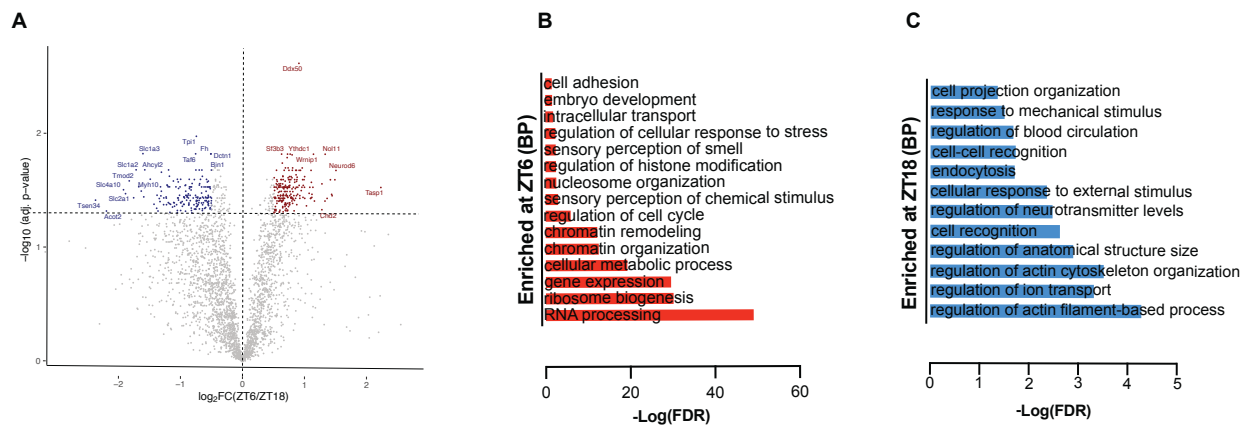 A
Ddx50
2
Tpi1
Slc1a3
Fh
Dctn1
Taf6
Slc1a2
Ahcyl2
Bin1
Tmod2
Slc4a10
Myh10
Slc2a1
Tsen34
Acot2
Sf3b3
Ythdc1
Nol11
Wrnip1
Neurod6
Tasp1
1
0
-2
-1
0
1
2
-log10 (adj. p-value)
log2FC(ZT6/ZT18)
B
Enriched at ZT6 (BP)
cell adhesion
embryo development
intracellular transport
regulation of cellular response to stress
sensory perception of smell
regulation of histone modification
nucleosome organization
sensory perception of chemical stimulus
regulation of cell cycle
chromatin remodeling
chromatin organization
cellular metabolic process
gene expression
ribosome biogenesis
RNA processing
0 20 40 60
-Log(FDR)
C
Enriched at ZT18 (BP)
cell projection organization
response to mechanical stimulus
regulation of blood circulation
cell-cell recognition
endocytosis
cellular response to external stimulus
regulation of neurotransmitter levels
cell recognition
regulation of anatomical structure size
regulation of actin cytoskeleton organization
regulation of ion transport
regulation of actin filament-based process
0 1 2 3 4 5
-Log(FDR)